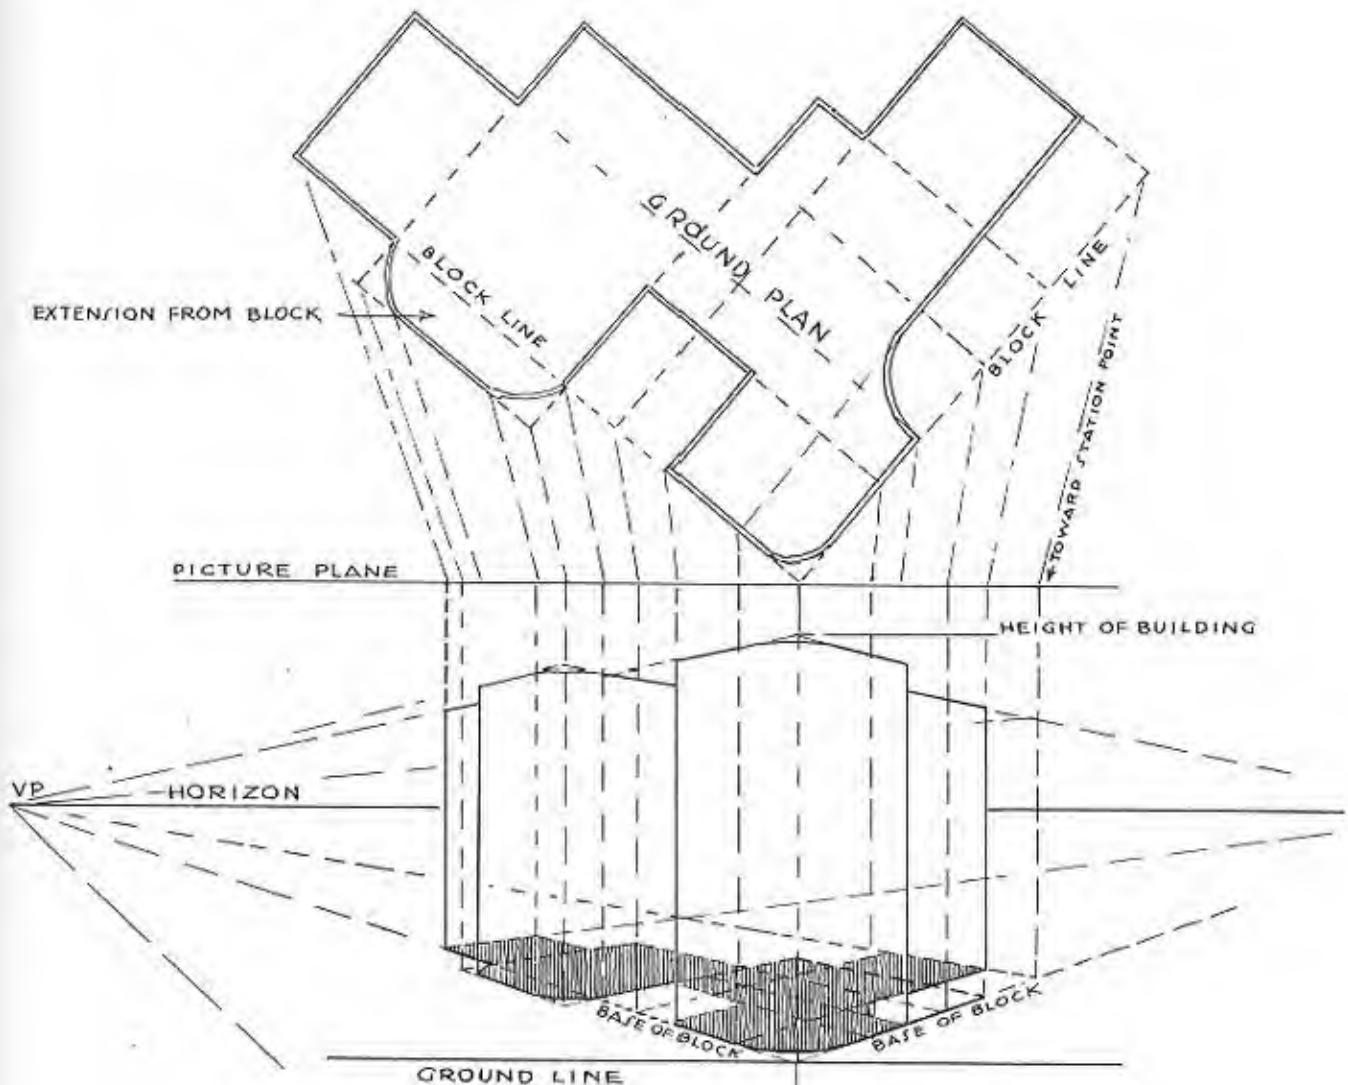 GROUND PLAN
BLOCK LINE
BLOCK LINE
EXTENSION FROM BLOCK
TOWARD STATION POINT
PICTURE PLANE
HEIGHT OF BUILDING
VP
HORIZON
BASE OF BLOCK
BASE OF BLOCK
GROUND LINE